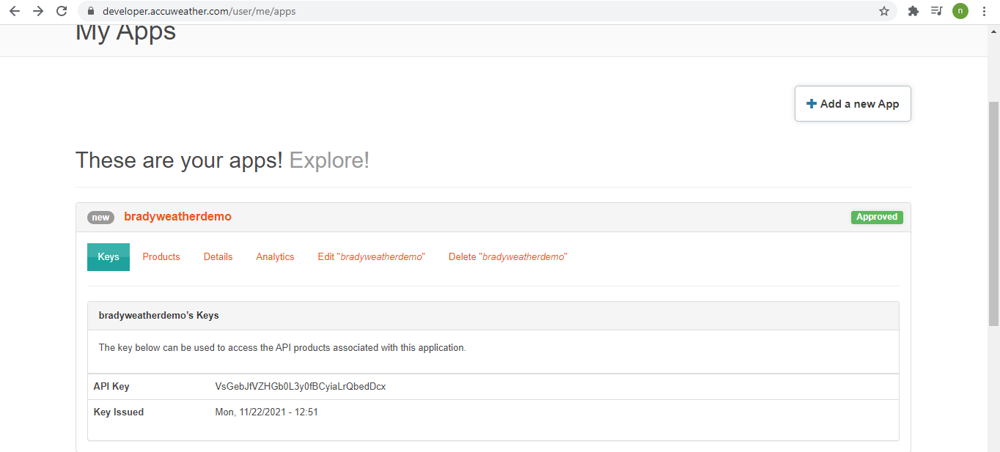 developer.accuweather.com/user/me/apps
n
My Apps
Add a new App
These are your apps! Explore!
new bradyweatherdemo Approved
Keys Products Details Analytics Edit "bradyweatherdemo" Delete "bradyweatherdemo"
bradyweatherdemo's Keys
The key below can be used to access the API products associated with this application.
API Key VsGebJfVZHGb0L3y0fBCyiaLrQbedDcx
Key Issued Mon, 11/22/2021 - 12:51